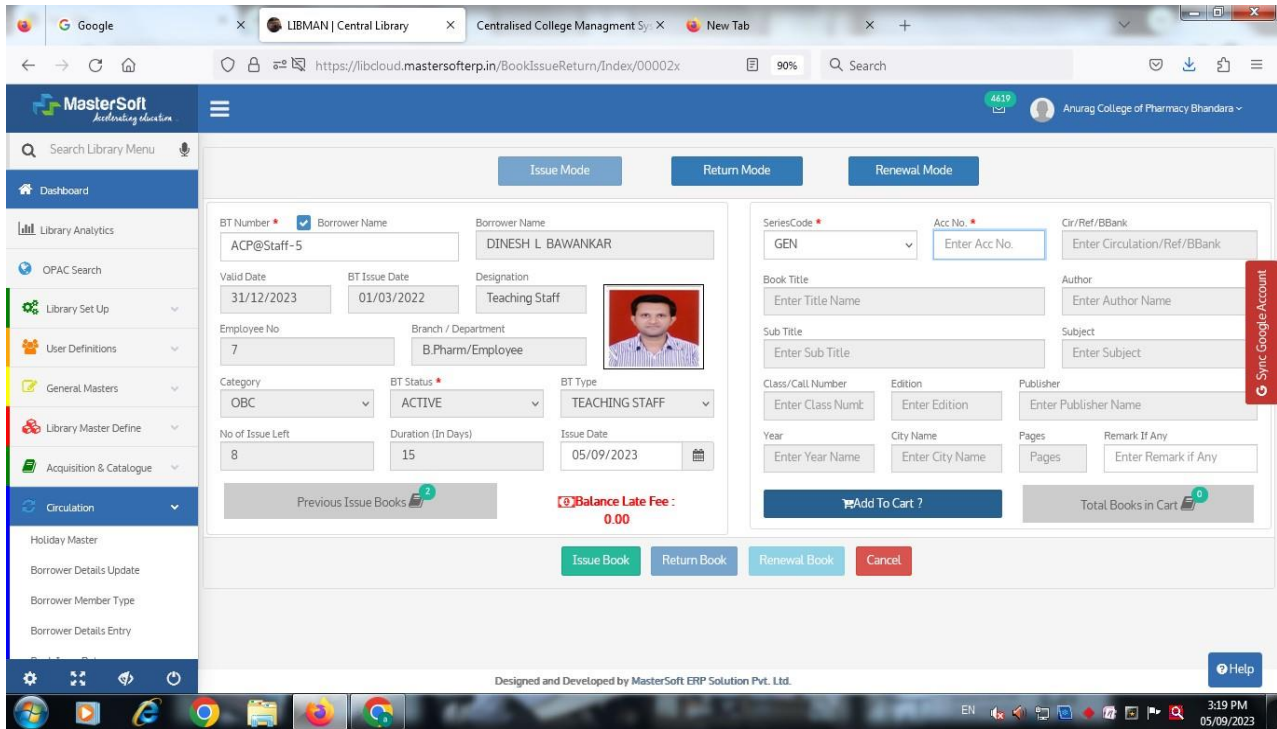 Google
LIBMAN | Central Library
Centralised College Managment Sy
New Tab
https://libcloud.mastersofterp.in/BookIssueReturn/Index/00002x
90%
Search
MasterSoft
Accelerating education
4619
Anurag College of Pharmacy Bhandara
Search Library Menu
Dashboard
Library Analytics
OPAC Search
Library Set Up
User Definitions
General Masters
Library Master Define
Acquisition & Catalogue
Circulation
Holiday Master
Borrower Details Update
Borrower Member Type
Borrower Details Entry
Issue Mode
Return Mode
Renewal Mode
BT Number * Borrower Name
Borrower Name
ACP@Staff-5
DINESH L BAWANKAR
Valid Date
BT Issue Date
Designation
31/12/2023
01/03/2022
Teaching Staff
Employee No
Branch / Department
7
B.Pharm/Employee
Category
BT Status *
BT Type
OBC
ACTIVE
TEACHING STAFF
No of Issue Left
Duration (In Days)
Issue Date
8
15
05/09/2023
Previous Issue Books 2
Balance Late Fee :
0.00
SeriesCode *
Acc No. *
Cir/Ref/BBank
GEN
Enter Acc No.
Enter Circulation/Ref/BBank
Book Title
Author
Enter Title Name
Enter Author Name
Sub Title
Subject
Enter Sub Title
Enter Subject
Class/Call Number
Edition
Publisher
Enter Class Numb
Enter Edition
Enter Publisher Name
Year
City Name
Pages
Remark If Any
Enter Year Name
Enter City Name
Pages
Enter Remark if Any
Add To Cart ?
Total Books in Cart 0
Issue Book
Return Book
Renewal Book
Cancel
G Sync Google Account
Help
Designed and Developed by MasterSoft ERP Solution Pvt. Ltd.
EN
3:19 PM
05/09/2023